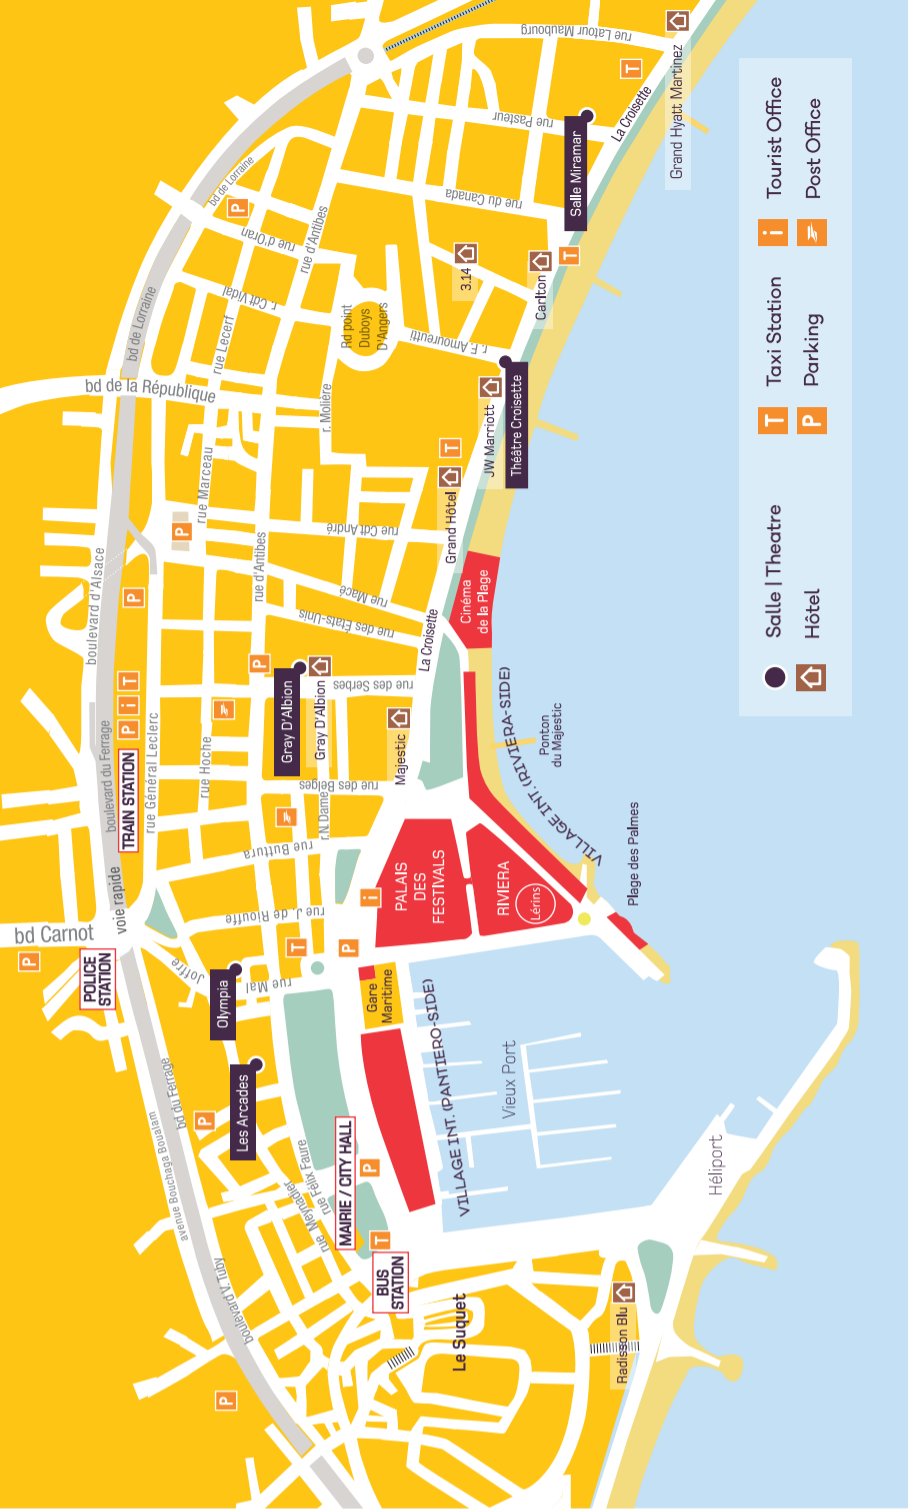 bd Carnot
P
voie rapide
POLICE
STATION
avenue Bouchaga Boualam
bd du Ferrage
boulevard V. Tuby
P
P
boulevard du Ferrage
TRAIN STATION
P i T
boulevard d'Alsace
P
rue Général Leclerc
bd de la République
bd de Lorraine
bd de Lorraine
P
rue d'Oran
r. Cdt Vidal
rue Lecerf
rue Marceau
P
rue Hoche
rue d'Antibes
rue d'Antibes
P
Joffre
rue Mal
Olympia
Les Arcades
rue Meynadier
rue Félix Faure
rue J. de Riouffe
rue Buttura
r.N.Dame
rue des Belges
rue des Serbes
rue des États-Unis
rue Macé
rue Cdt André
r. Molière
Rd point
Duboys
D'Angers
r. F. Amouretti
rue du Canada
rue Pasteur
rue Latour Maubourg
Gray D'Albion
Gray D'Albion
Majestic
La Croisette
Grand Hôtel
T
JW Marriott
Théâtre Croisette
3.14
Carlton
T
Salle Miramar
La Croisette
T
Grand Hyatt Martinez
MAIRIE / CITY HALL
P
T
BUS
STATION
Le Suquet
Radisson Blu
T
P
i
Gare
Maritime
PALAIS
DES
FESTIVALS
RIVIERA
Lérins
Cinéma
de la Plage
VILLAGE INT. (RIVIERA-SIDE)
Ponton
du Majestic
Plage des Palmes
VILLAGE INT. (PANTIERO-SIDE)
Vieux Port
Héliport
Salle | Theatre
Hôtel
T Taxi Station
P Parking
i Tourist Office
Post Office